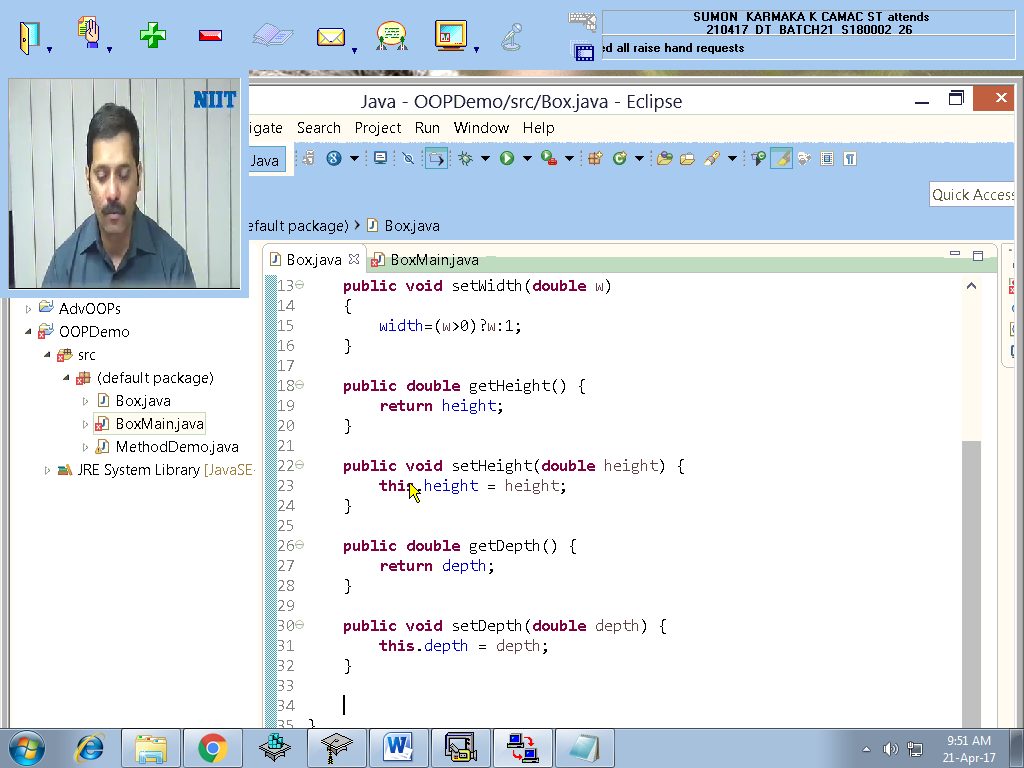 SUMON KARMAKA K CAMAC ST attends
210417 DT BATCH21 S180002 26
ed all raise hand requests
NIIT
Java - OOPDemo/src/Box.java - Eclipse
igate Search Project Run Window Help
Java
Quick Access
efault package) Box.java
Box.java BoxMain.java
AdvOOPs
OOPDemo
src
(default package)
Box.java
BoxMain.java
MethodDemo.java
JRE System Library [JavaSE-
13 public void setWidth(double w)
14 {
15 width=(w>0)?w:1;
16 }
17
18 public double getHeight() {
19 return height;
20 }
21
22 public void setHeight(double height) {
23 this.height = height;
24 }
25
26 public double getDepth() {
27 return depth;
28 }
29
30 public void setDepth(double depth) {
31 this.depth = depth;
32 }
33
34
35 }
9:51 AM
21-Apr-17